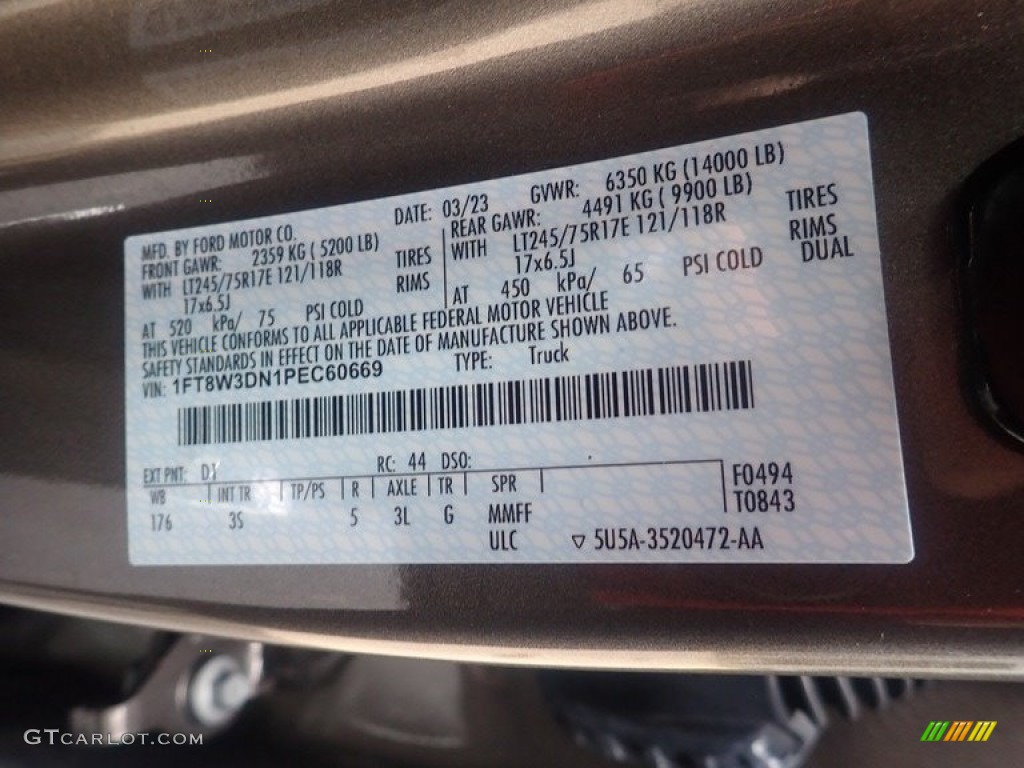 MFD. BY FORD MOTOR CO.
DATE: 03/23 GVWR: 6350 KG (14000 LB)
FRONT GAWR: 2359 KG ( 5200 LB)
WITH LT245/75R17E 121/118R TIRES
17x6.5J RIMS
AT 520 kPa/ 75 PSI COLD
REAR GAWR: 4491 KG ( 9900 LB)
WITH LT245/75R17E 121/118R TIRES
17x6.5J RIMS
AT 450 kPa/ 65 PSI COLD DUAL
THIS VEHICLE CONFORMS TO ALL APPLICABLE FEDERAL MOTOR VEHICLE
SAFETY STANDARDS IN EFFECT ON THE DATE OF MANUFACTURE SHOWN ABOVE.
VIN: 1FT8W3DN1PEC60669 TYPE: Truck
EXT PNT: D1 RC: 44 DSO:
WB INT TR TP/PS R AXLE TR SPR
176 3S 5 3L G MMFF
ULC
F0494
T0843
5U5A-3520472-AA
GTCARLOT.COM